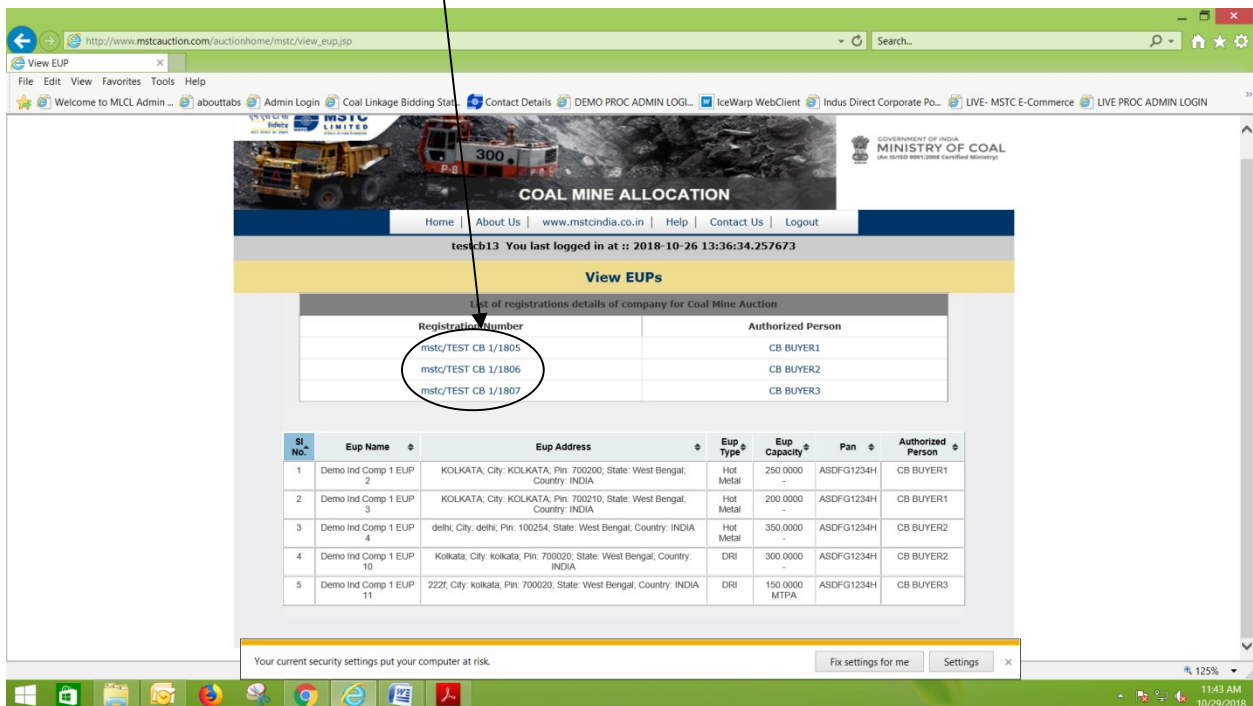 http://www.mstcauction.com/auctionhome/mstc/view_eup.jsp
Search...
View EUP
File Edit View Favorites Tools Help
Welcome to MLCL Admin ... abouttabs Admin Login Coal Linkage Bidding Stat... Contact Details DEMO PROC ADMIN LOGI... IceWarp WebClient Indus Direct Corporate Po... LIVE- MSTC E-Commerce LIVE PROC ADMIN LOGIN
MSTC
LIMITED
GOVERNMENT OF INDIA
MINISTRY OF COAL
(An IS/ISO 9001:2008 Certified Ministry)
300
P&H
COAL MINE ALLOCATION
Home | About Us | www.mstcindia.co.in | Help | Contact Us | Logout
testcb13 You last logged in at :: 2018-10-26 13:36:34.257673
View EUPs
List of registrations details of company for Coal Mine Auction
Registration Number Authorized Person
mstc/TEST CB 1/1805 CB BUYER1
mstc/TEST CB 1/1806 CB BUYER2
mstc/TEST CB 1/1807 CB BUYER3
Sl No. Eup Name Eup Address Eup Type Eup Capacity Pan Authorized Person
1 Demo Ind Comp 1 EUP 2 KOLKATA; City: KOLKATA; Pin: 700200; State: West Bengal; Country: INDIA Hot Metal 250.0000 - ASDFG1234H CB BUYER1
2 Demo Ind Comp 1 EUP 3 KOLKATA; City: KOLKATA; Pin: 700210; State: West Bengal; Country: INDIA Hot Metal 200.0000 - ASDFG1234H CB BUYER1
3 Demo Ind Comp 1 EUP 4 delhi; City: delhi; Pin: 100254; State: West Bengal; Country: INDIA Hot Metal 350.0000 - ASDFG1234H CB BUYER2
4 Demo Ind Comp 1 EUP 10 Kolkata; City: kolkata; Pin: 700020; State: West Bengal; Country: INDIA DRI 300.0000 - ASDFG1234H CB BUYER2
5 Demo Ind Comp 1 EUP 11 222f; City: kolkata; Pin: 700020; State: West Bengal; Country: INDIA DRI 150.0000 MTPA ASDFG1234H CB BUYER3
Your current security settings put your computer at risk. Fix settings for me Settings
125%
11:43 AM
10/29/2018